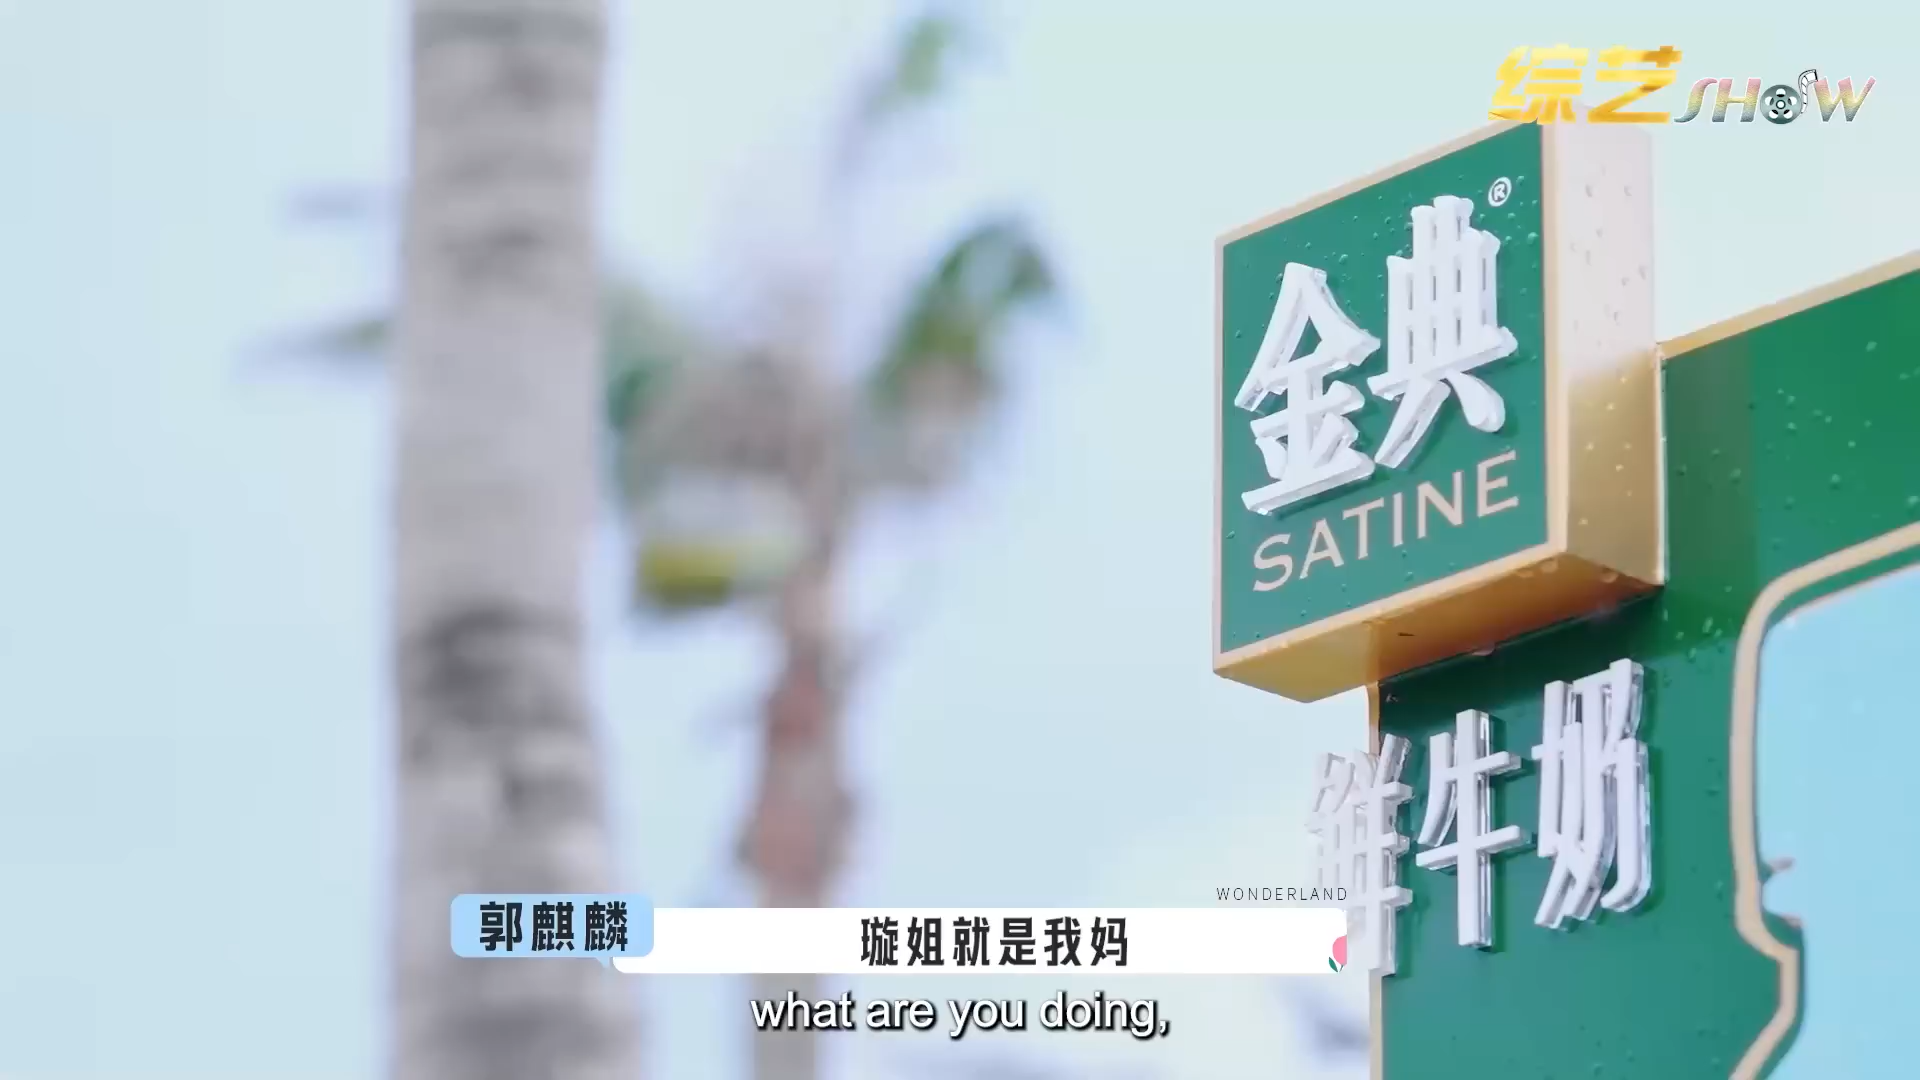 综艺SHOW
金典®
SATINE
鲜牛奶
WONDERLAND
郭麒麟
璇姐就是我妈
what are you doing,